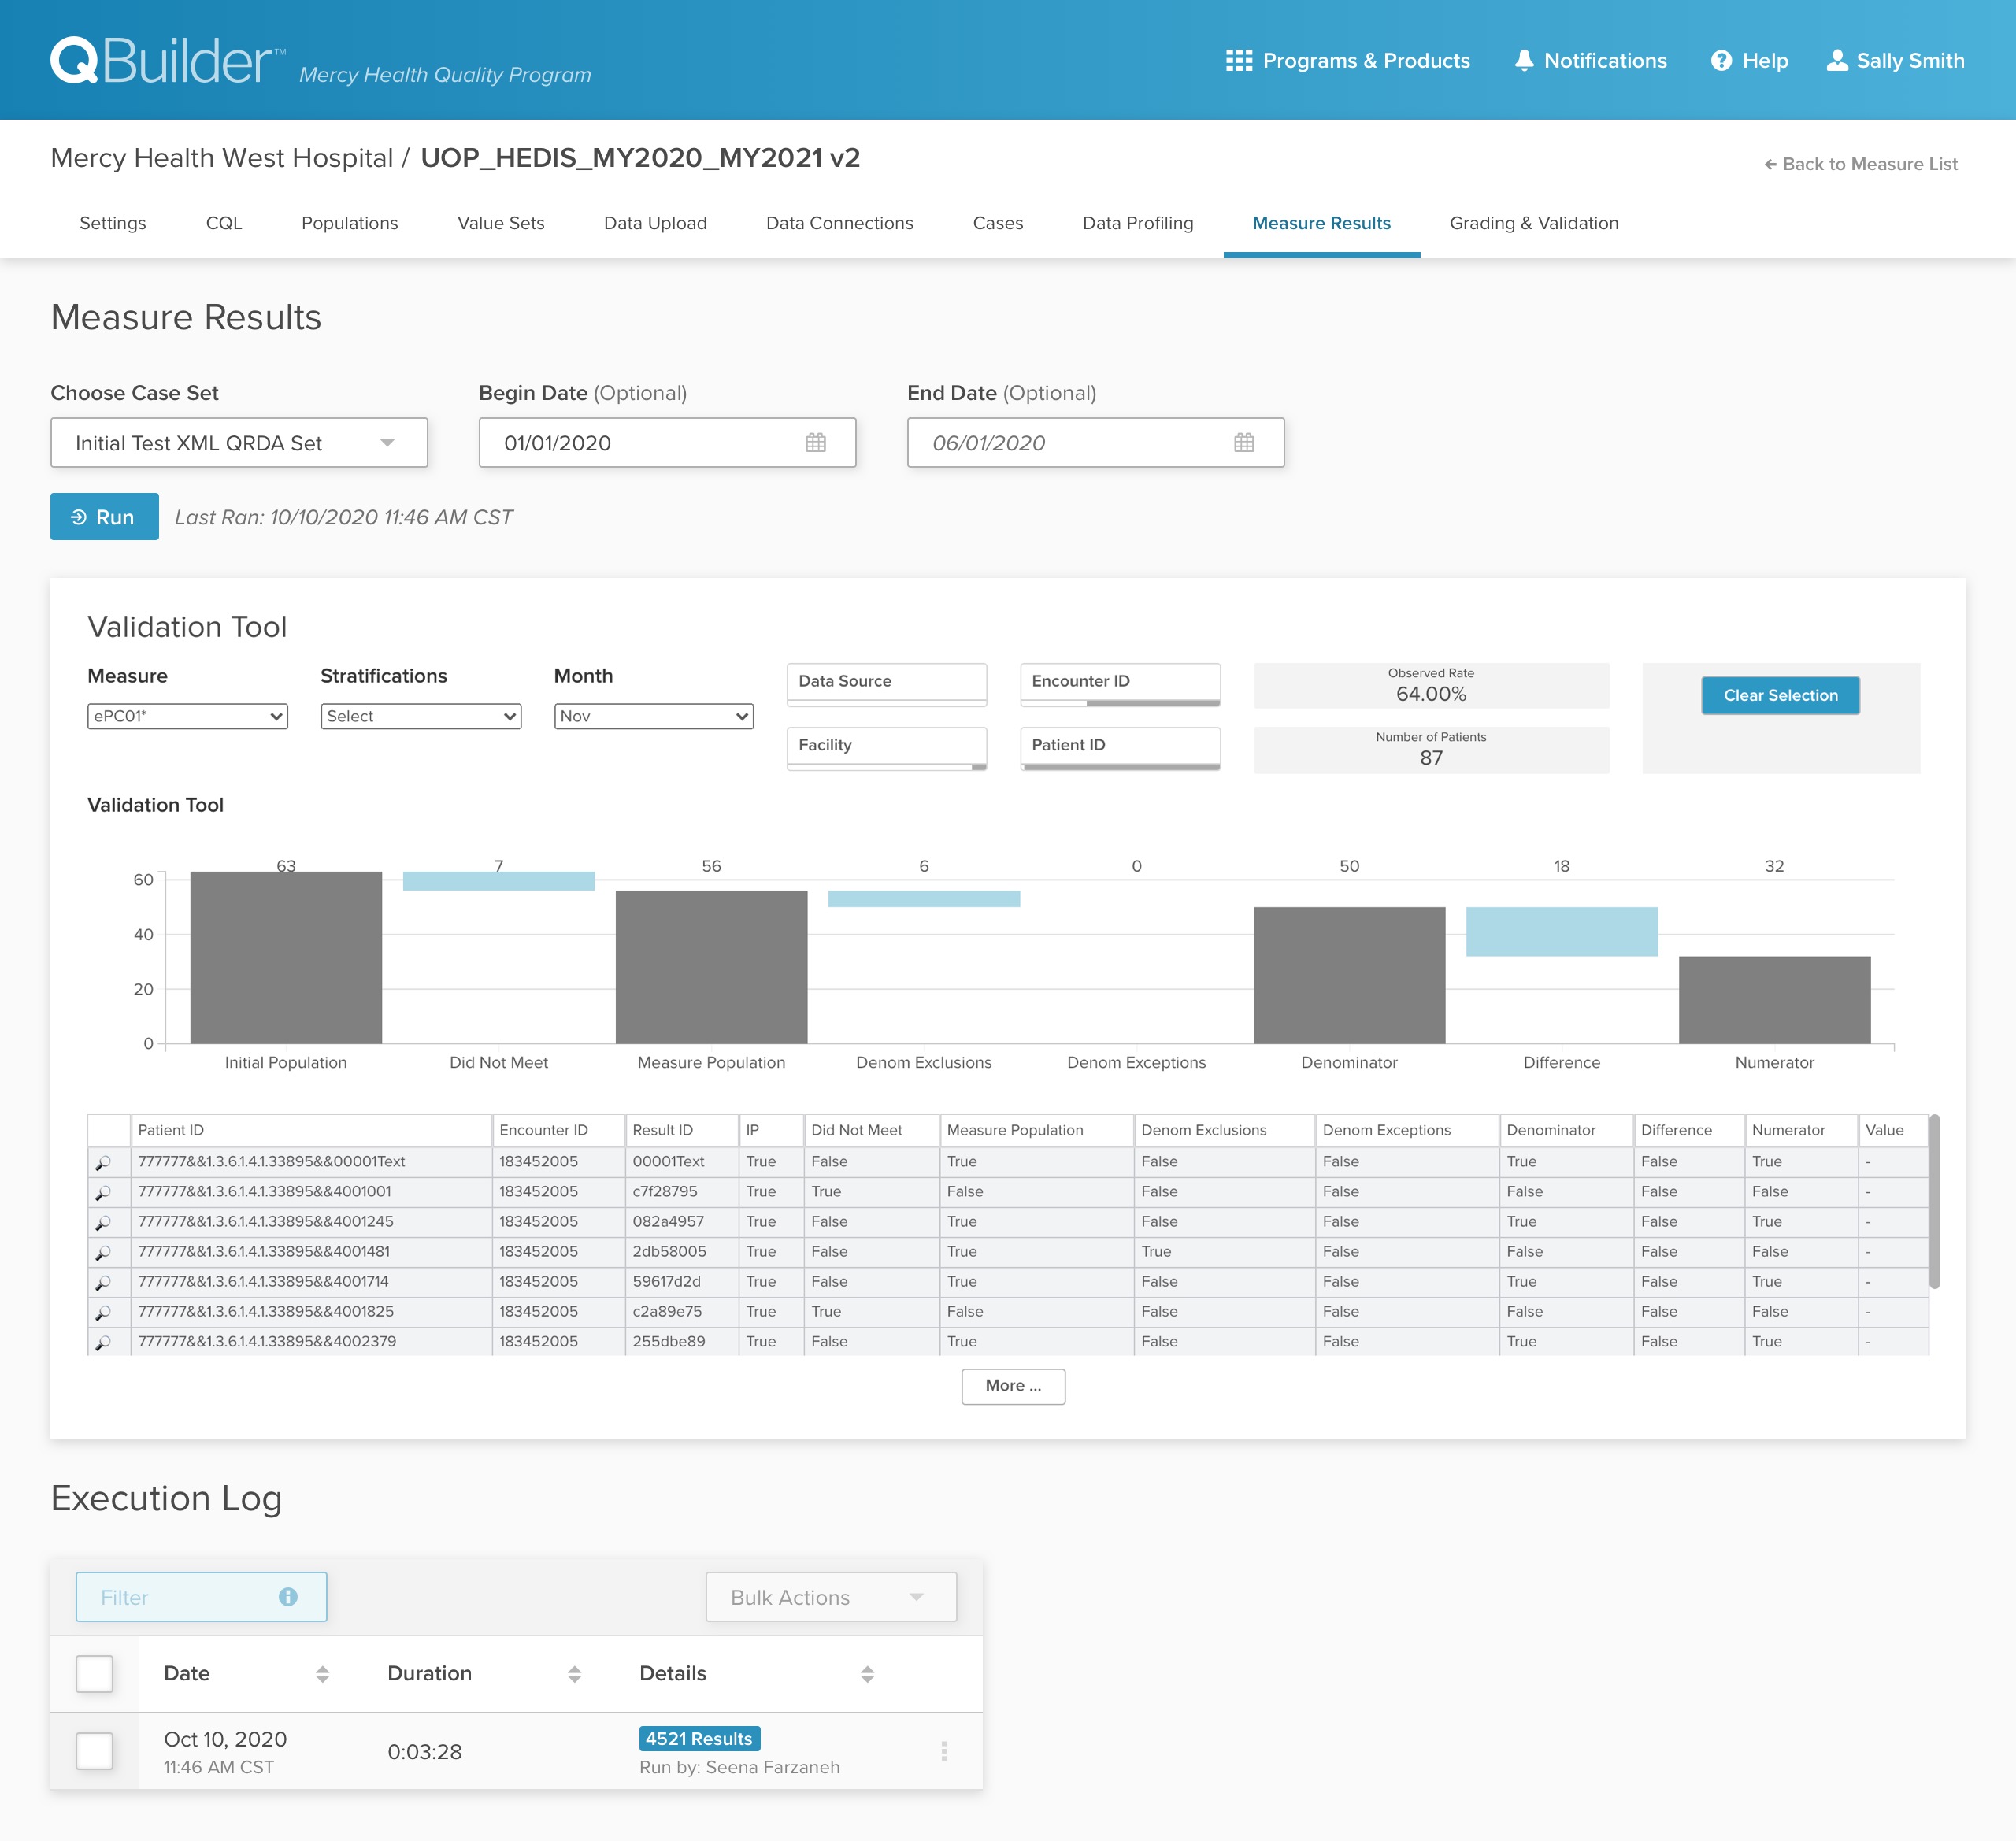 QBuilder™ Mercy Health Quality Program
Programs & Products Notifications Help Sally Smith
Mercy Health West Hospital / UOP_HEDIS_MY2020_MY2021 v2
Back to Measure List
Settings CQL Populations Value Sets Data Upload Data Connections Cases Data Profiling Measure Results Grading & Validation
Measure Results
Choose Case Set Begin Date (Optional) End Date (Optional)
Initial Test XML QRDA Set 01/01/2020 06/01/2020
Run Last Ran: 10/10/2020 11:46 AM CST
Validation Tool
Measure Stratifications Month
ePC01* Select Nov
Data Source Encounter ID
Facility Patient ID
Observed Rate
64.00%
Number of Patients
87
Clear Selection
Validation Tool
63 7 56 6 0 50 18 32
60
40
20
0
Initial Population Did Not Meet Measure Population Denom Exclusions Denom Exceptions Denominator Difference Numerator
Patient ID Encounter ID Result ID IP Did Not Meet Measure Population Denom Exclusions Denom Exceptions Denominator Difference Numerator Value
777777&&1.3.6.1.4.1.33895&&00001Text 183452005 00001Text True False True False False True False True -
777777&&1.3.6.1.4.1.33895&&4001001 183452005 c7f28795 True True False False False False False False -
777777&&1.3.6.1.4.1.33895&&4001245 183452005 082a4957 True False True False False True False True -
777777&&1.3.6.1.4.1.33895&&4001481 183452005 2db58005 True False True True False False False False -
777777&&1.3.6.1.4.1.33895&&4001714 183452005 59617d2d True False True False False True False True -
777777&&1.3.6.1.4.1.33895&&4001825 183452005 c2a89e75 True True False False False False False False -
777777&&1.3.6.1.4.1.33895&&4002379 183452005 255dbe89 True False True False False True False True -
More ...
Execution Log
Filter Bulk Actions
Date Duration Details
Oct 10, 2020
11:46 AM CST
0:03:28
4521 Results
Run by: Seena Farzaneh